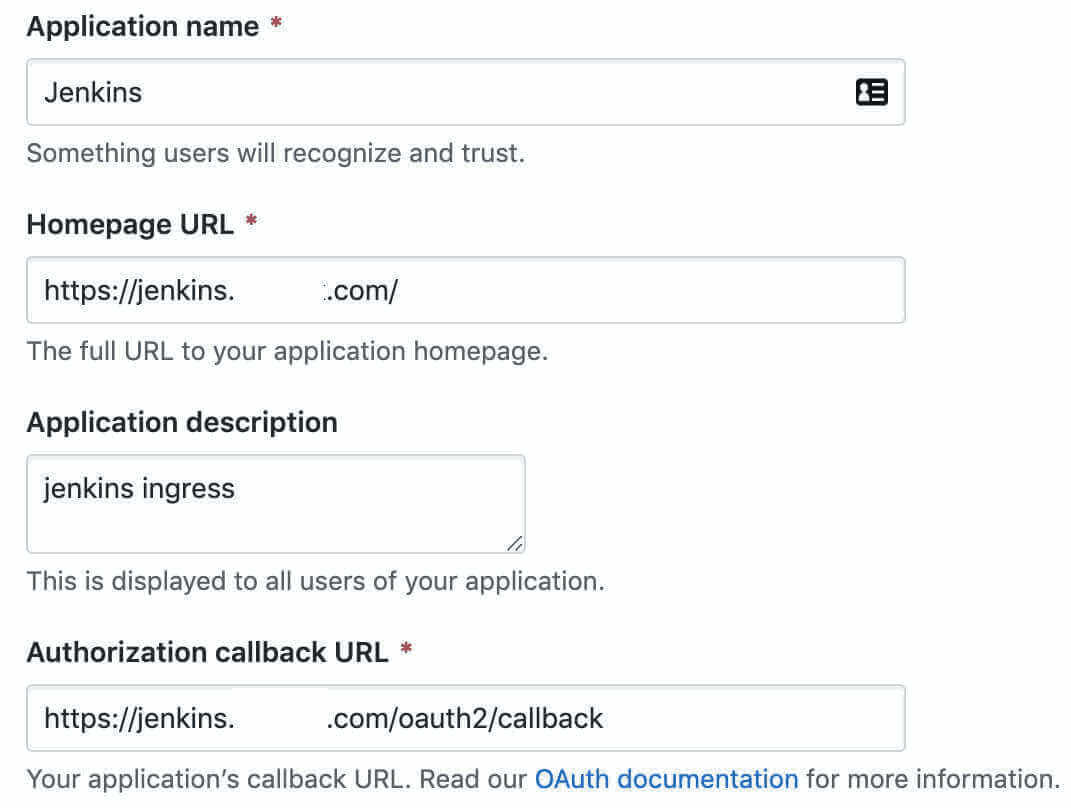 Application name *
Jenkins
Something users will recognize and trust.
Homepage URL *
https://jenkins. .com/
The full URL to your application homepage.
Application description
jenkins ingress
This is displayed to all users of your application.
Authorization callback URL *
https://jenkins. .com/oauth2/callback
Your application’s callback URL. Read our OAuth documentation for more information.